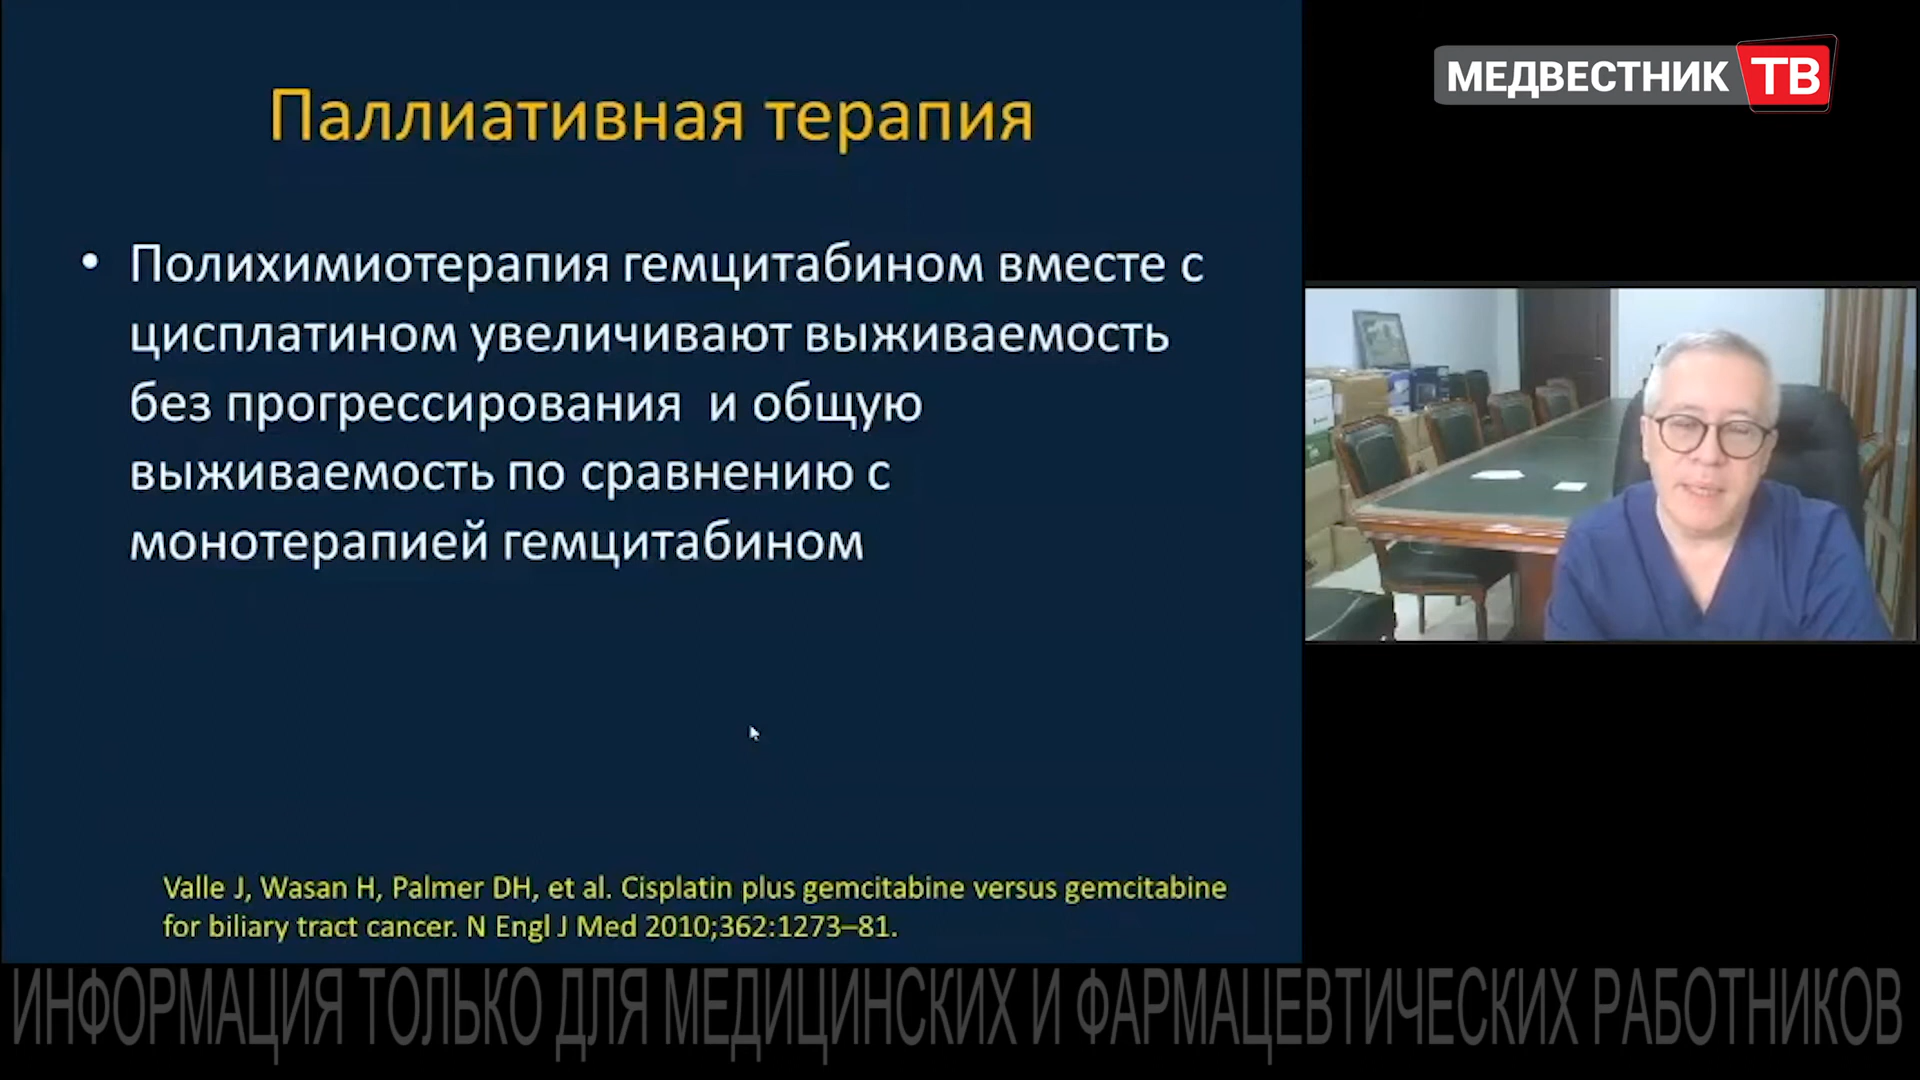 Паллиативная терапия
МЕДВЕСТНИК ТВ
• Полихимиотерапия гемцитабином вместе с
цисплатином увеличивают выживаемость
без прогрессирования и общую
выживаемость по сравнению с
монотерапией гемцитабином
Valle J, Wasan H, Palmer DH, et al. Cisplatin plus gemcitabine versus gemcitabine
for biliary tract cancer. N Engl J Med 2010;362:1273–81.
ИНФОРМАЦИЯ ТОЛЬКО ДЛЯ МЕДИЦИНСКИХ И ФАРМАЦЕВТИЧЕСКИХ РАБОТНИКОВ